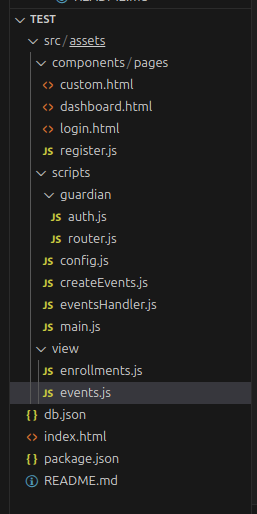 TEST
src/assets
components/pages
<> custom.html
<> dashboard.html
<> login.html
JS register.js
scripts
guardian
JS auth.js
JS router.js
JS config.js
JS createEvents.js
JS eventsHandler.js
JS main.js
view
JS enrollments.js
JS events.js
{} db.json
<> index.html
{} package.json
README.md